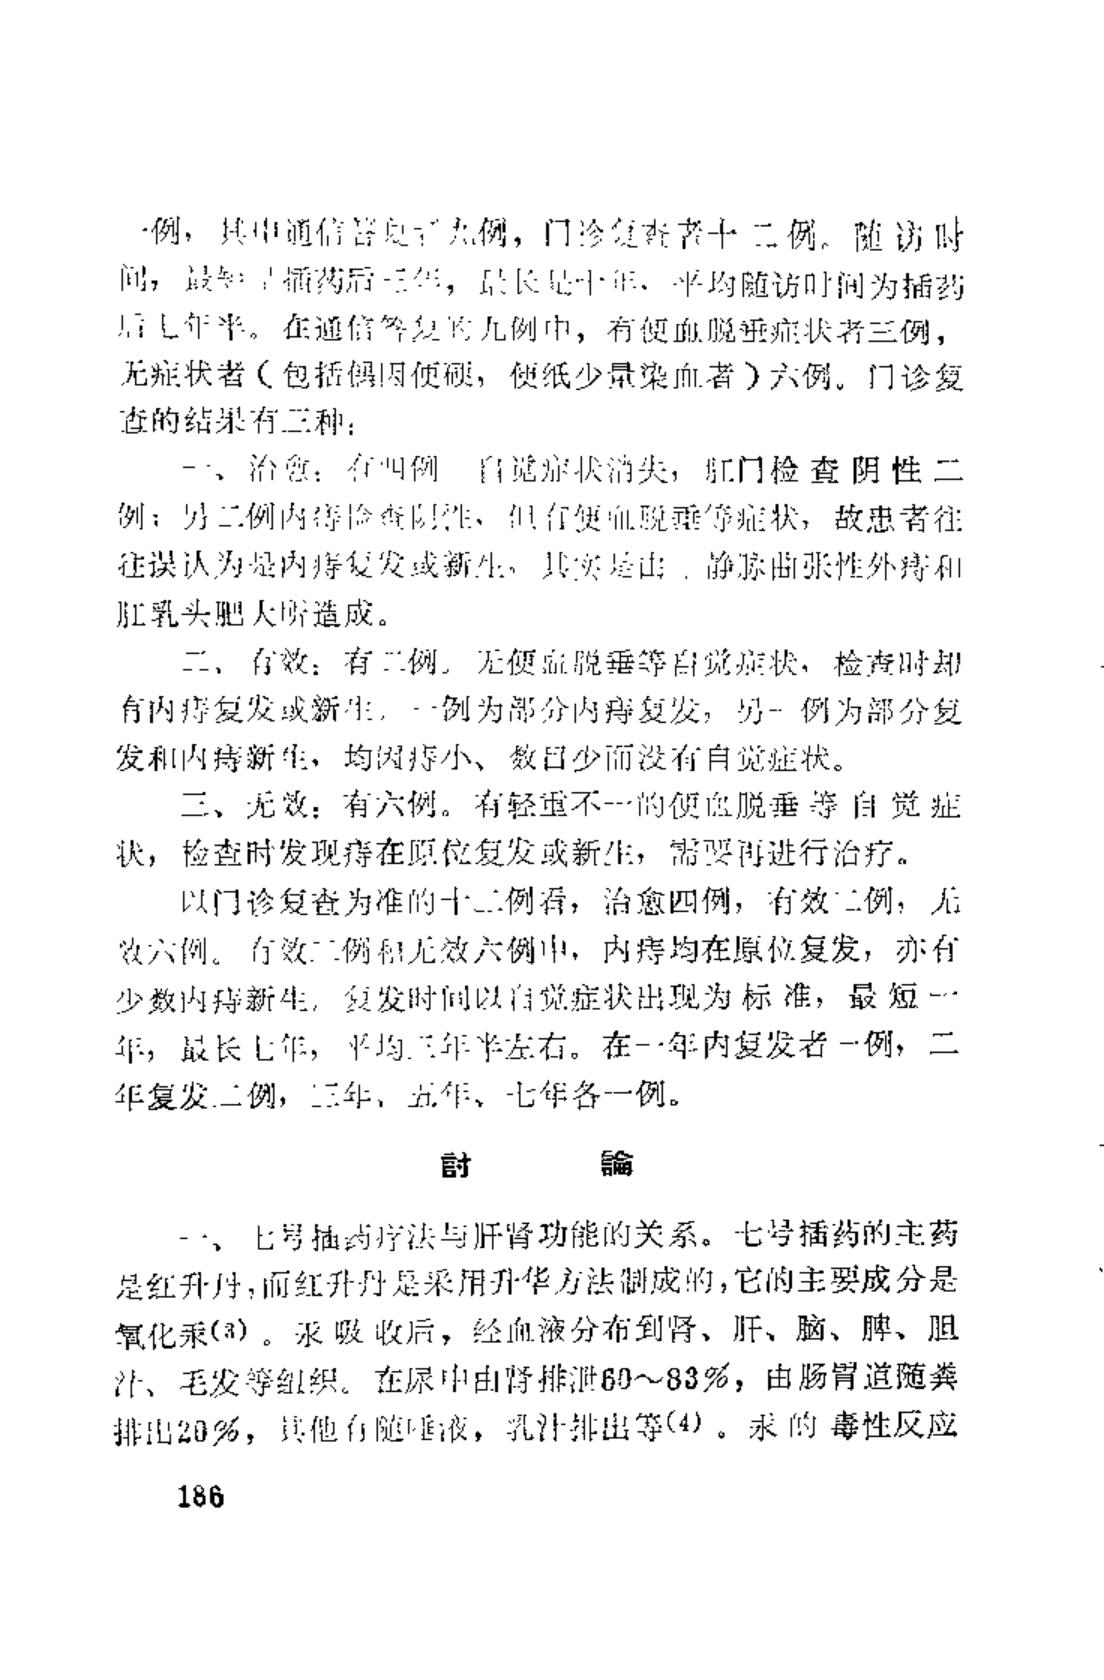 一例，其中通信答复者九例，门诊复查者十二例。随访时
间，最短是插药后三年，最长是十年、平均随访时间为插药
后七年半。在通信答复的九例中，有便血脱垂症状者三例，
无症状者（包括偶因便硬，便纸少量染血者）六例。门诊复
查的结果有三种：
一、治愈：有四例 自觉症状消失，肛门检查阴性二
例；另二例内痔检查阴性、但有便血脱垂等症状，故患者往
往误认为是内痔复发或新生。其实是由 静脉曲张性外痔和
肛乳头肥大所造成。
二、有效：有二例。无便血脱垂等自觉症状，检查时却
有内痔复发或新生。一例为部分内痔复发，另一例为部分复
发和内痔新生，均因痔小、数目少而没有自觉症状。
三、无效：有六例。有轻重不一的便血脱垂等自觉症
状，检查时发现痔在原位复发或新生，需要再进行治疗。
以门诊复查为准的十二例看，治愈四例，有效二例，无
效六例。有效二例和无效六例中，内痔均在原位复发，亦有
少数内痔新生。复发时间以自觉症状出现为标准，最短一
年，最长七年，平均三年半左右。在一年内复发者一例，二
年复发二例，三年、五年、七年各一例。
討 論
一、七号插药疗法与肝肾功能的关系。七号插药的主药
是红升丹，而红升丹是采用升华方法制成的，它的主要成分是
氧化汞(3)。汞吸收后，经血液分布到肾、肝、脑、脾、胆
汁、毛发等组织。在尿中由肾排泄60～83%，由肠胃道随粪
排出20%，其他有随唾液，乳汁排出等(4)。汞的毒性反应
186